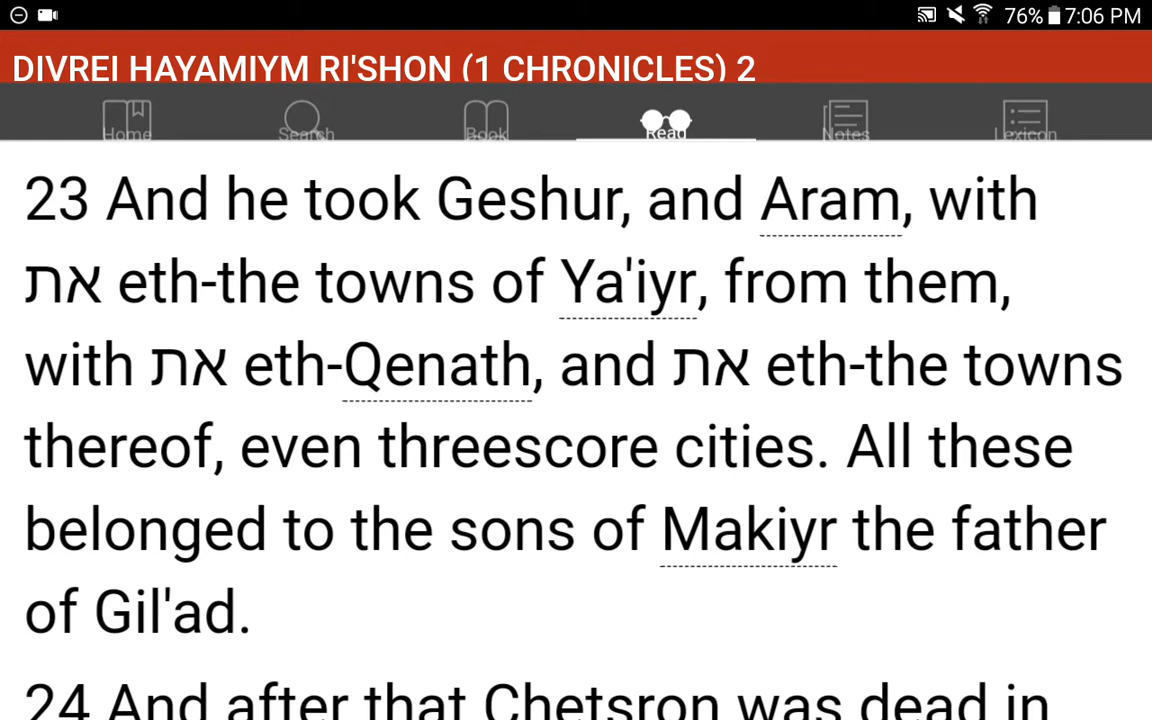 76% 7:06 PM
DIVREI HAYAMIYM RI'SHON (1 CHRONICLES) 2
Home Search Book Read Notes Lexicon
23 And he took Geshur, and Aram, with
את eth-the towns of Ya'iyr, from them,
with את eth-Qenath, and את eth-the towns
thereof, even threescore cities. All these
belonged to the sons of Makiyr the father
of Gil'ad.
24 And after that Chetsron was dead in